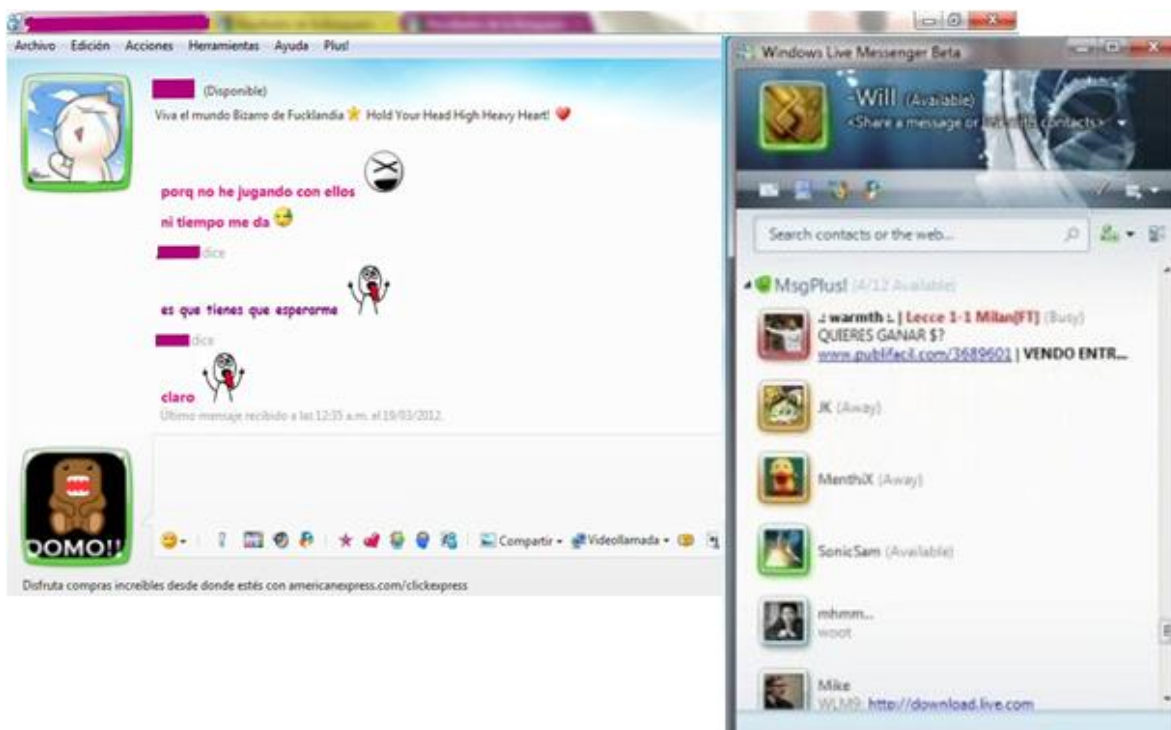 Archivo Edición Acciones Herramientas Ayuda Plus!
(Disponible)
Viva el mundo Bizarro de Fucklandia Hold Your Head High Heavy Heart!
porq no he jugando con ellos
ni tiempo me da
dice
es que tienes que esperarme
dice
claro
Último mensaje recibido a las 12:35 a.m. el 19/03/2012.
DOMO!!
Compartir Videollamada
Disfruta compras increíbles desde donde estés con americanexpress.com/clickexpress
Windows Live Messenger Beta
-Will (Available)
<Share a message or contacts>
Search contacts or the web...
MsgPlus! (4/12 Available)
.: warmth :. | Lecce 1-1 Milan[FT] (Busy)
QUIERES GANAR $?
www.publifacil.com/3689601 | VENDO ENTR...
JK (Away)
MenthiX (Away)
SonicSam (Available)
mhmm...
woot
Mike
WLM9: http://download.live.com